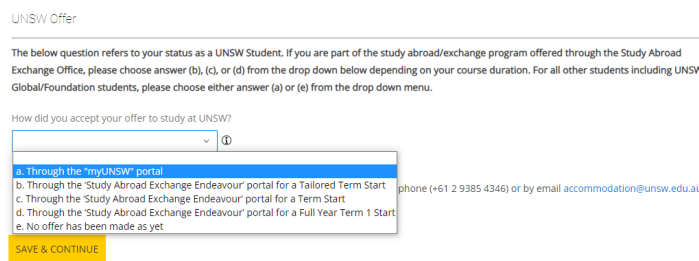 UNSW Offer
The below question refers to your status as a UNSW Student. If you are part of the study abroad/exchange program offered through the Study Abroad
Exchange Office, please choose answer (b), (c), or (d) from the drop down below depending on your course duration. For all other students including UNSW
Global/Foundation students, please choose either answer (a) or (e) from the drop down menu.
How did you accept your offer to study at UNSW?
a. Through the "myUNSW" portal
b. Through the 'Study Abroad Exchange Endeavour' portal for a Tailored Term Start
phone (+61 2 9385 4346) or by email accommodation@unsw.edu.au
c. Through the 'Study Abroad Exchange Endeavour' portal for a Term Start
d. Through the 'Study Abroad Exchange Endeavour' portal for a Full Year Term 1 Start
e. No offer has been made as yet
SAVE & CONTINUE